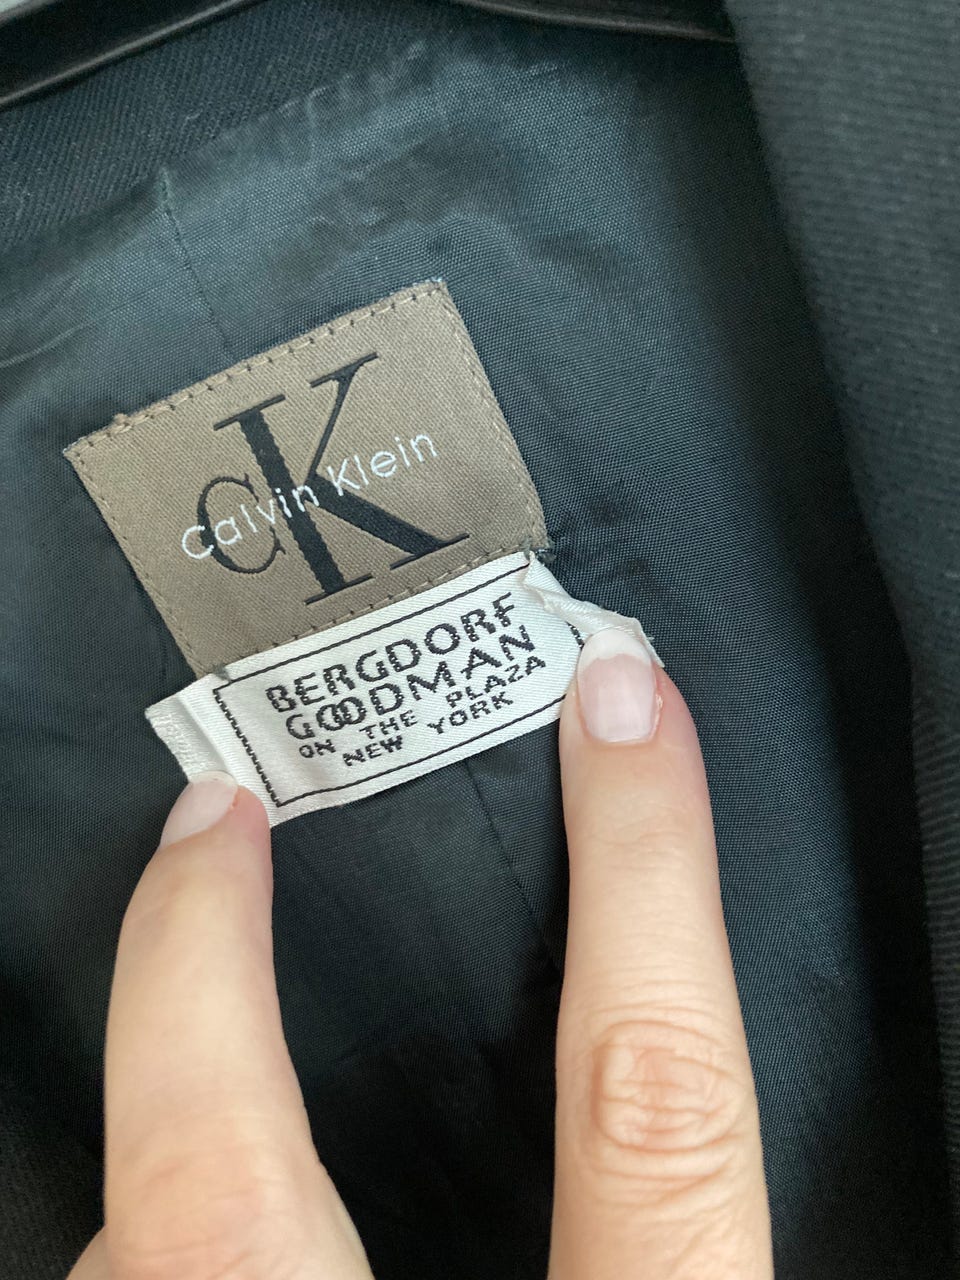 CK
Calvin Klein
BERGDORF
GOODMAN
ON THE PLAZA
NEW YORK